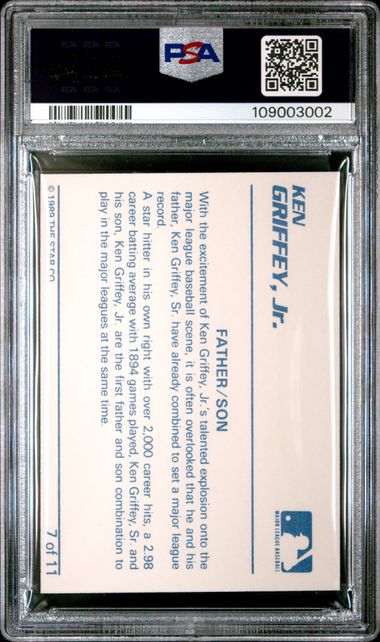 PSA
109003002
KEN
GRIFFEY, Jr.
MAJOR LEAGUE BASEBALL
FATHER/SON
With the excitement of Ken Griffey, Jr.'s talented explosion onto the
major league baseball scene, it is often overlooked that he and his
father, Ken Griffey, Sr. have already combined to set a major league
record.
A star hitter in his own right with over 2,000 career hits, a 2.98
career batting average with 1894 games played, Ken Griffey, Sr. and
his son, Ken Griffey, Jr. are the first father and son combination to
play in the major leagues at the same time.
© 1989 THE STAR CO.
7 of 11